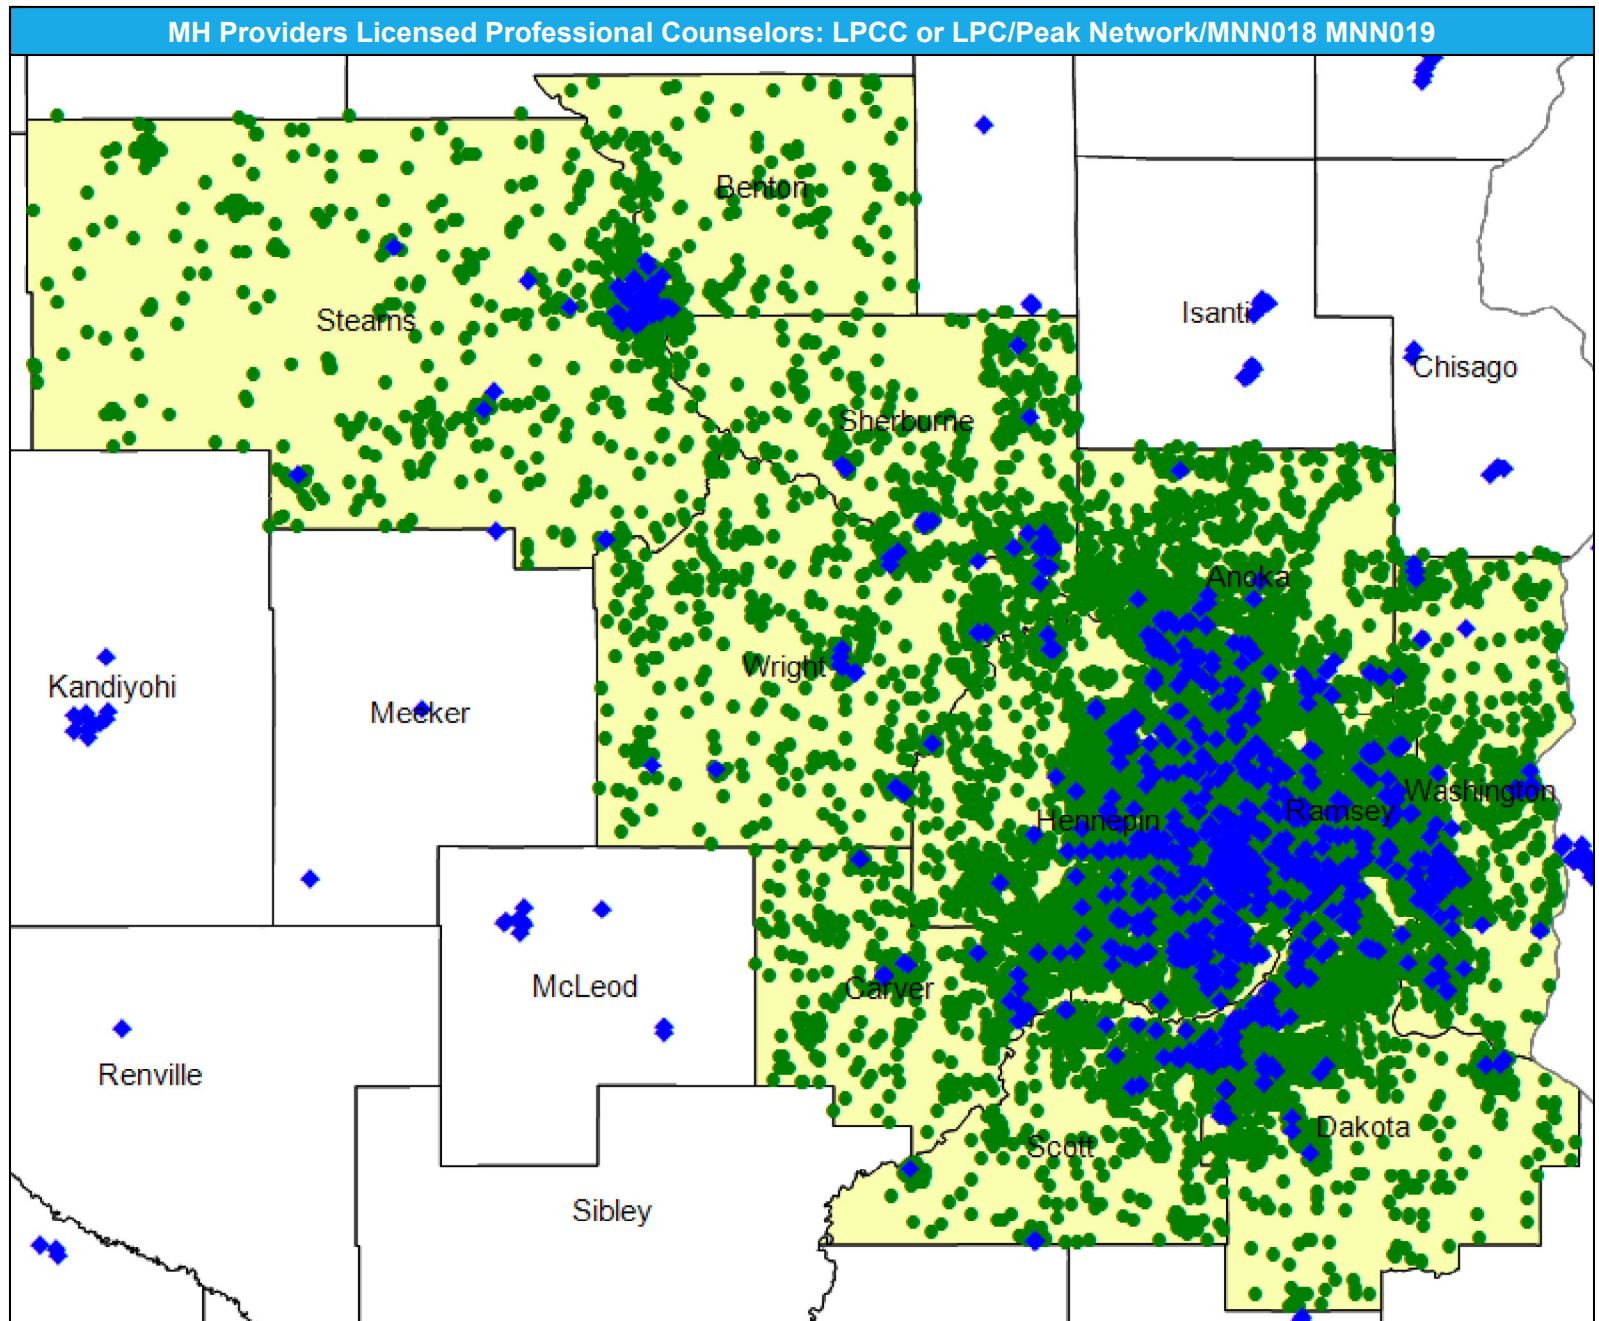 MH Providers Licensed Professional Counselors: LPCC or LPC/Peak Network/MNN018 MNN019
Benton
Stearns
Isanti
Chisago
Sherburne
Anoka
Wright
Kandiyohi
Meeker
Washington
Ramsey
Hennepin
McLeod
Carver
Renville
Dakota
Scott
Sibley